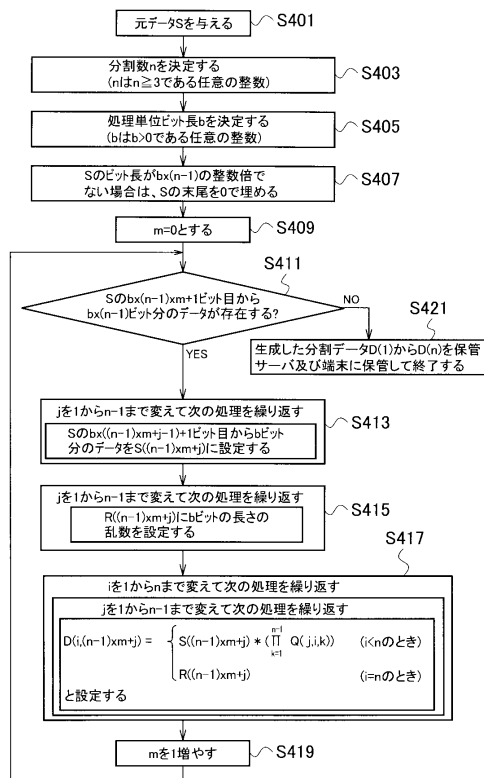 元データSを与える
S401
分割数nを決定する
(nはn≧3である任意の整数)
S403
処理単位ビット長bを決定する
(bはb>0である任意の整数)
S405
Sのビット長がbx(n-1)の整数倍で
ない場合は、Sの末尾を0で埋める
S407
m=0とする
S409
S411
Sのbx(n-1)xm+1ビット目から
bx(n-1)ビット分のデータが存在する?
NO
S421
YES
生成した分割データD(1)からD(n)を保管
サーバ及び端末に保管して終了する
jを1からn-1まで変えて次の処理を繰り返す
S413
Sのbx((n-1)xm+j-1)+1ビット目からbビット
分のデータをS((n-1)xm+j)に設定する
jを1からn-1まで変えて次の処理を繰り返す
S415
R((n-1)xm+j)にbビットの長さの
乱数を設定する
S417
iを1からnまで変えて次の処理を繰り返す
jを1からn-1まで変えて次の処理を繰り返す
D(i,(n-1)xm+j) = { S((n-1)xm+j) * (∏ n-1 k=1 Q(j,i,k)) (i<nのとき)
R((n-1)xm+j) (i=nのとき)
と設定する
mを1増やす
S419